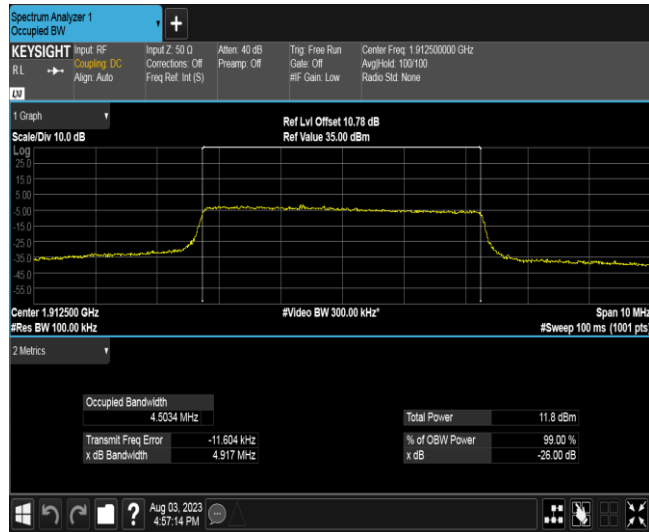 Spectrum Analyzer 1
Occupied BW
KEYSIGHT
RL
LXI
Input: RF
Coupling: DC
Align: Auto
Input Z: 50 Ω
Corrections: Off
Freq Ref: Int (S)
Atten: 40 dB
Preamp: Off
Trig: Free Run
Gate: Off
#IF Gain: Low
Center Freq: 1.912500000 GHz
Avg|Hold: 100/100
Radio Std: None
1 Graph
Scale/Div 10.0 dB
Ref Lvl Offset 10.78 dB
Ref Value 35.00 dBm
Log
25.0
15.0
5.00
-5.00
-15.0
-25.0
-35.0
-45.0
-55.0
Center 1.912500 GHz
#Res BW 100.00 kHz
#Video BW 300.00 kHz*
Span 10 MHz
#Sweep 100 ms (1001 pts)
2 Metrics
Occupied Bandwidth
4.5034 MHz
Transmit Freq Error -11.604 kHz
x dB Bandwidth 4.917 MHz
Total Power 11.8 dBm
% of OBW Power 99.00 %
x dB -26.00 dB
?
Aug 03, 2023
4:57:14 PM